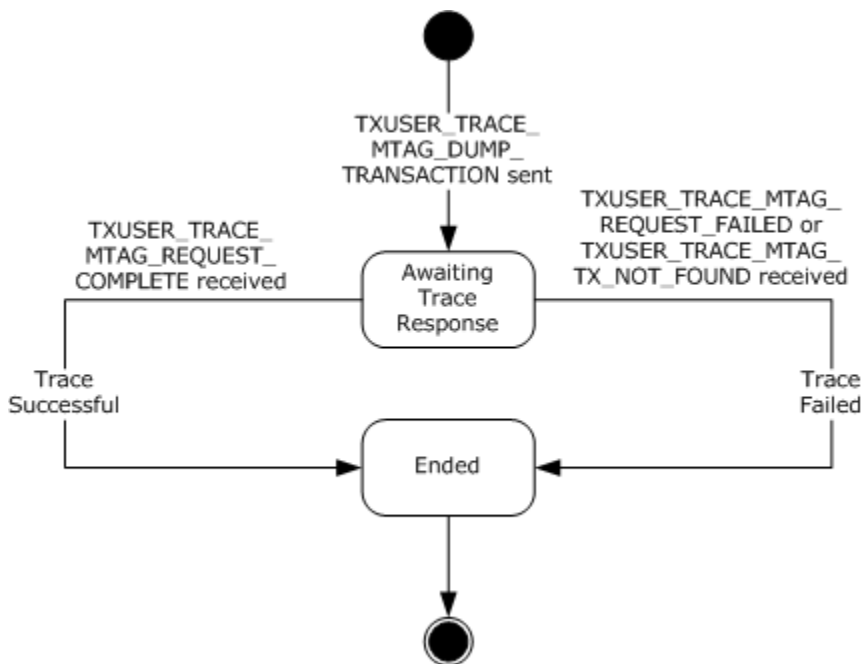 TXUSER_TRACE_
MTAG_DUMP_
TRANSACTION sent
TXUSER_TRACE_
MTAG_REQUEST_
COMPLETE received
TXUSER_TRACE_MTAG_
REQUEST_FAILED or
TXUSER_TRACE_MTAG_
TX_NOT_FOUND received
Awaiting
Trace
Response
Trace
Successful
Trace
Failed
Ended